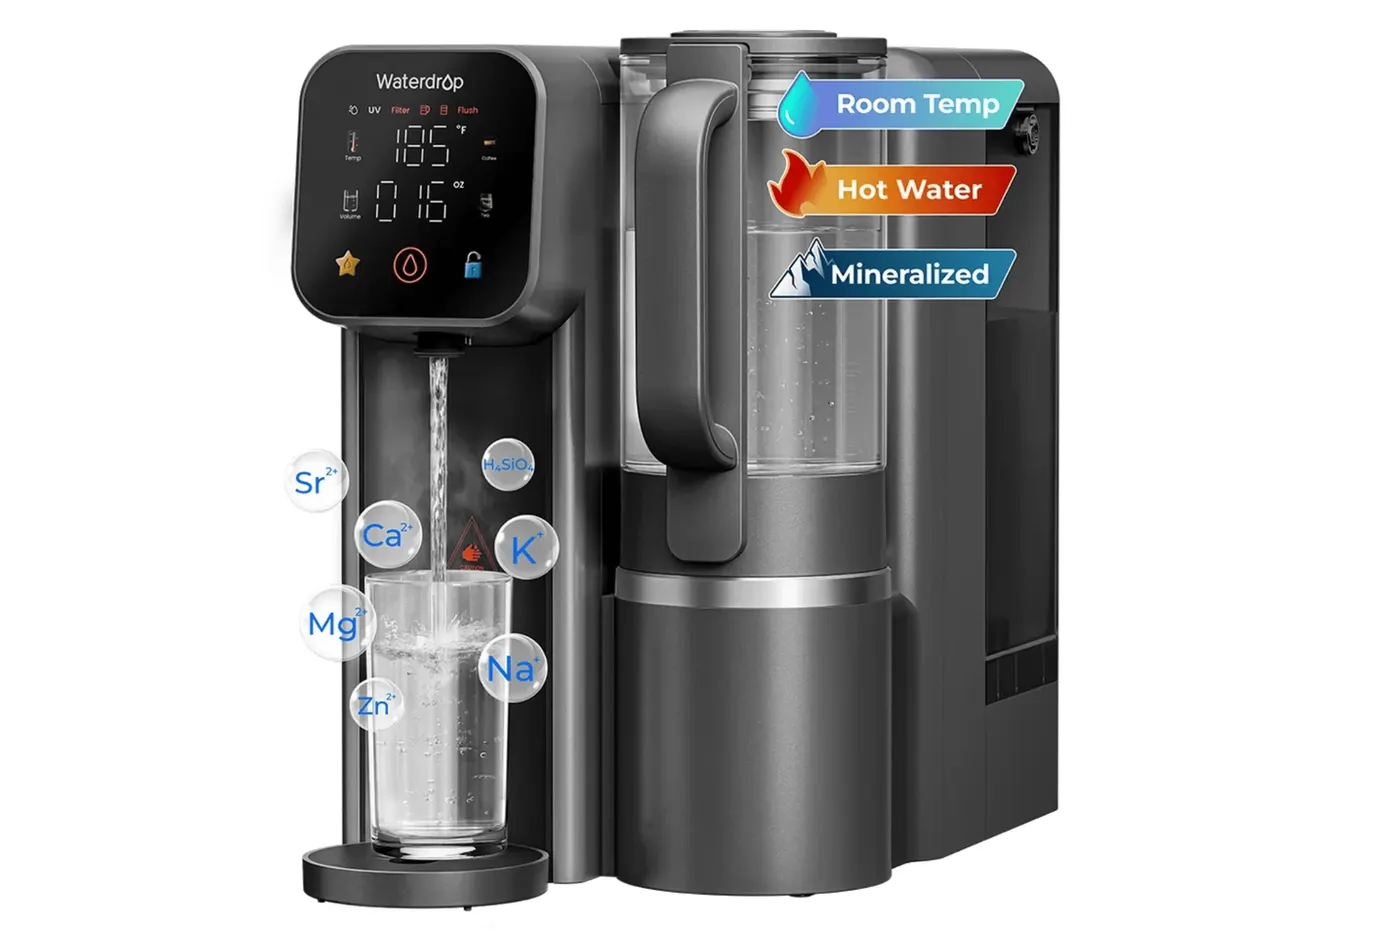 Waterdrop
UV Filter Flush
Temp 185 °F Coffee
Volume 016 OZ
Room Temp
Hot Water
Mineralized
Sr²⁺
H₄SiO₄
Ca²⁺
K⁺
CAUTION
Mg²⁺
Na⁺
Zn²⁺